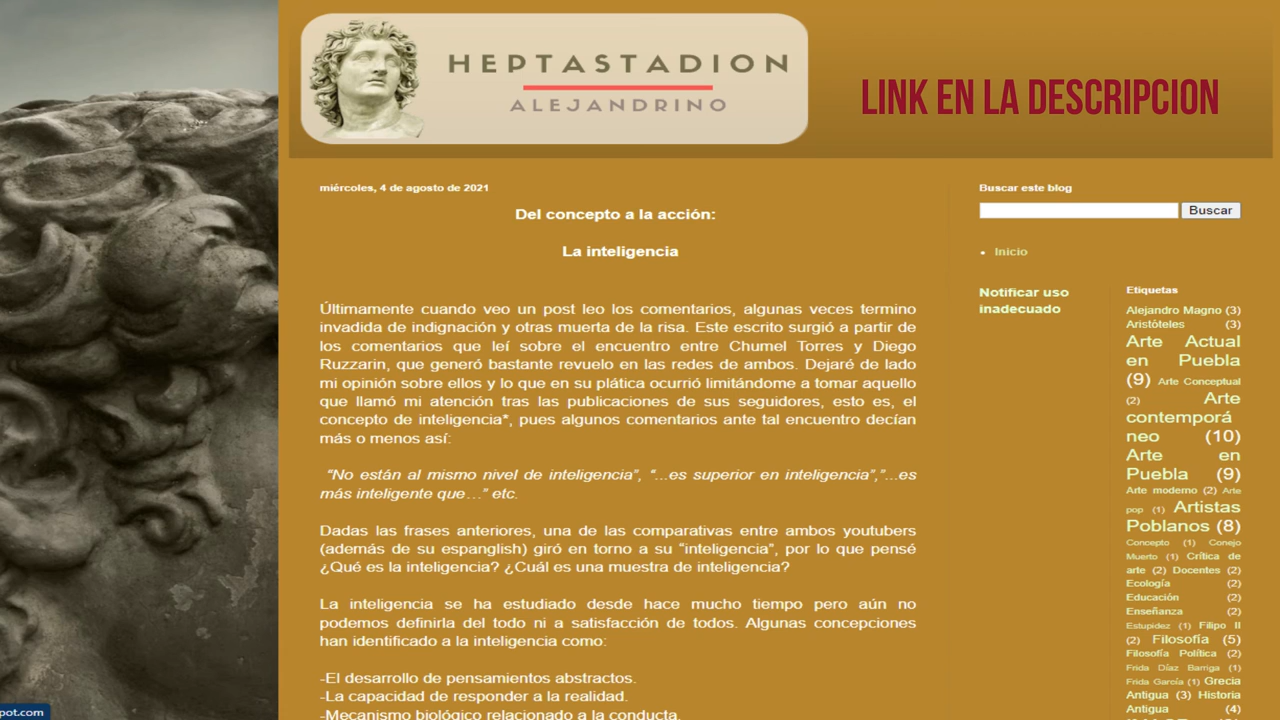 HEPTASTADION
ALEJANDRINO
LINK EN LA DESCRIPCION
miércoles, 4 de agosto de 2021
Del concepto a la acción:
La inteligencia
Últimamente cuando veo un post leo los comentarios, algunas veces termino
invadida de indignación y otras muerta de la risa. Este escrito surgió a partir de
los comentarios que leí sobre el encuentro entre Chumel Torres y Diego
Ruzzarin, que generó bastante revuelo en las redes de ambos. Dejaré de lado
mi opinión sobre ellos y lo que en su plática ocurrió limitándome a tomar aquello
que llamó mi atención tras las publicaciones de sus seguidores, esto es, el
concepto de inteligencia*, pues algunos comentarios ante tal encuentro decían
más o menos así:
“No están al mismo nivel de inteligencia”, “...es superior en inteligencia”,”...es
más inteligente que…” etc.
Dadas las frases anteriores, una de las comparativas entre ambos youtubers
(además de su espanglish) giró en torno a su “inteligencia”, por lo que pensé
¿Qué es la inteligencia? ¿Cuál es una muestra de inteligencia?
La inteligencia se ha estudiado desde hace mucho tiempo pero aún no
podemos definirla del todo ni a satisfacción de todos. Algunas concepciones
han identificado a la inteligencia como:
-El desarrollo de pensamientos abstractos.
-La capacidad de responder a la realidad.
-Mecanismo biológico relacionado a la conducta.
Buscar este blog
Buscar
Inicio
Notificar uso
inadecuado
Etiquetas
Alejandro Magno (3)
Aristóteles (3)
Arte Actual
en Puebla
(9) Arte Conceptual
(2) Arte
contemporá
neo (10)
Arte en
Puebla (9)
Arte moderno (2) Arte
pop (1) Artistas
Poblanos (8)
Concepto (1) Conejo
Muerto (1) Crítica de
arte (2) Docentes (2)
Ecología (2)
Educación (2)
Enseñanza (2)
Estupidez (1) Filipo II
(2) Filosofía (5)
Filosofía Política (2)
Frida Díaz Barriga (1)
Frida García (1) Grecia
Antigua (3) Historia
Antigua (4)
pot.com